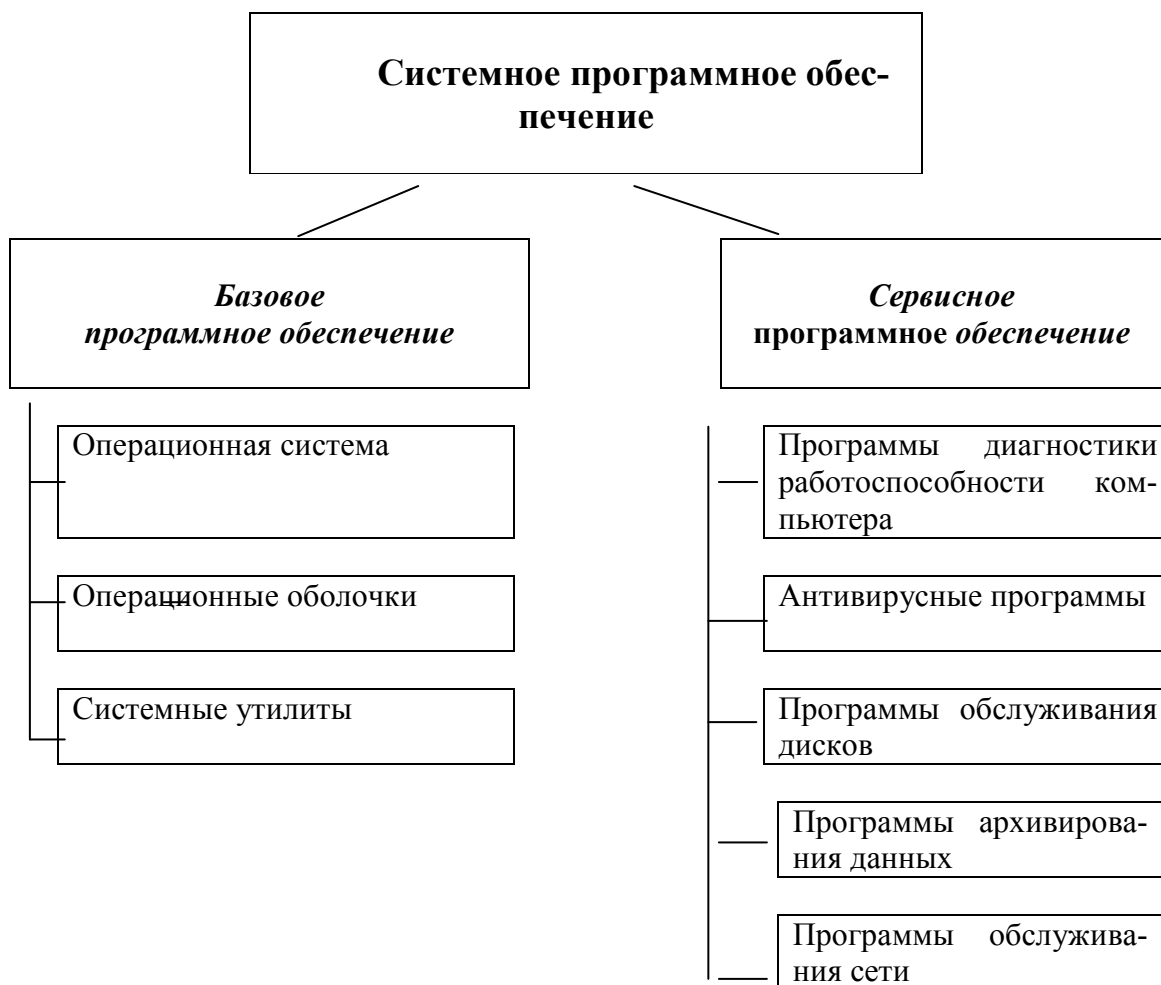 Системное программное обес-
печение
Базовое
программное обеспечение
Сервисное
программное обеспечение
Операционная система
Операционные оболочки
Системные утилиты
Программы диагностики
работоспособности ком-
пьютера
Антивирусные программы
Программы обслуживания
дисков
Программы архивирова-
ния данных
Программы обслужива-
ния сети